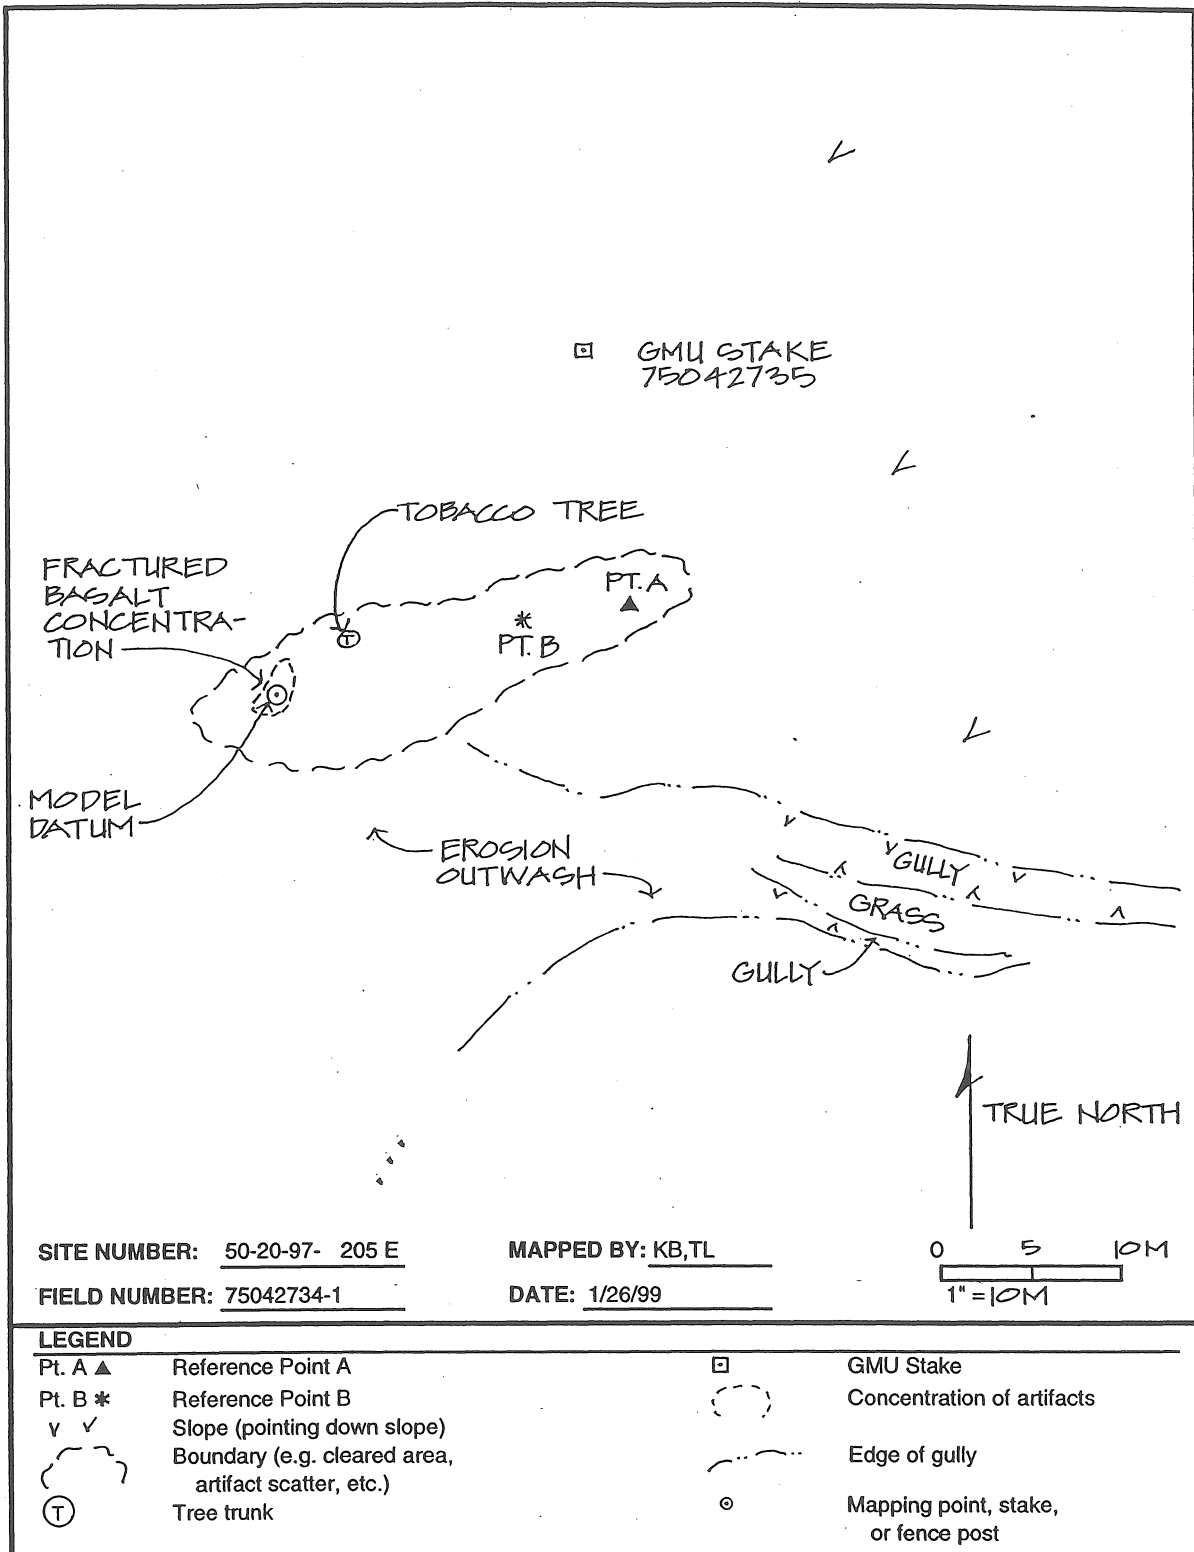 GMU STAKE
75042735
TOBACCO TREE
FRACTURED
BASALT
CONCENTRA-
TION
PT. A
PT. B
MODEL
DATUM
EROSION
OUTWASH
GULLY
GRASS
GULLY
TRUE NORTH
SITE NUMBER: 50-20-97- 205 E
MAPPED BY: KB,TL
0 5 10M
FIELD NUMBER: 75042734-1
DATE: 1/26/99
1" = 10M
LEGEND
Pt. A Reference Point A
GMU Stake
Pt. B Reference Point B
Concentration of artifacts
Slope (pointing down slope)
Boundary (e.g. cleared area,
artifact scatter, etc.)
Edge of gully
T Tree trunk
Mapping point, stake,
or fence post